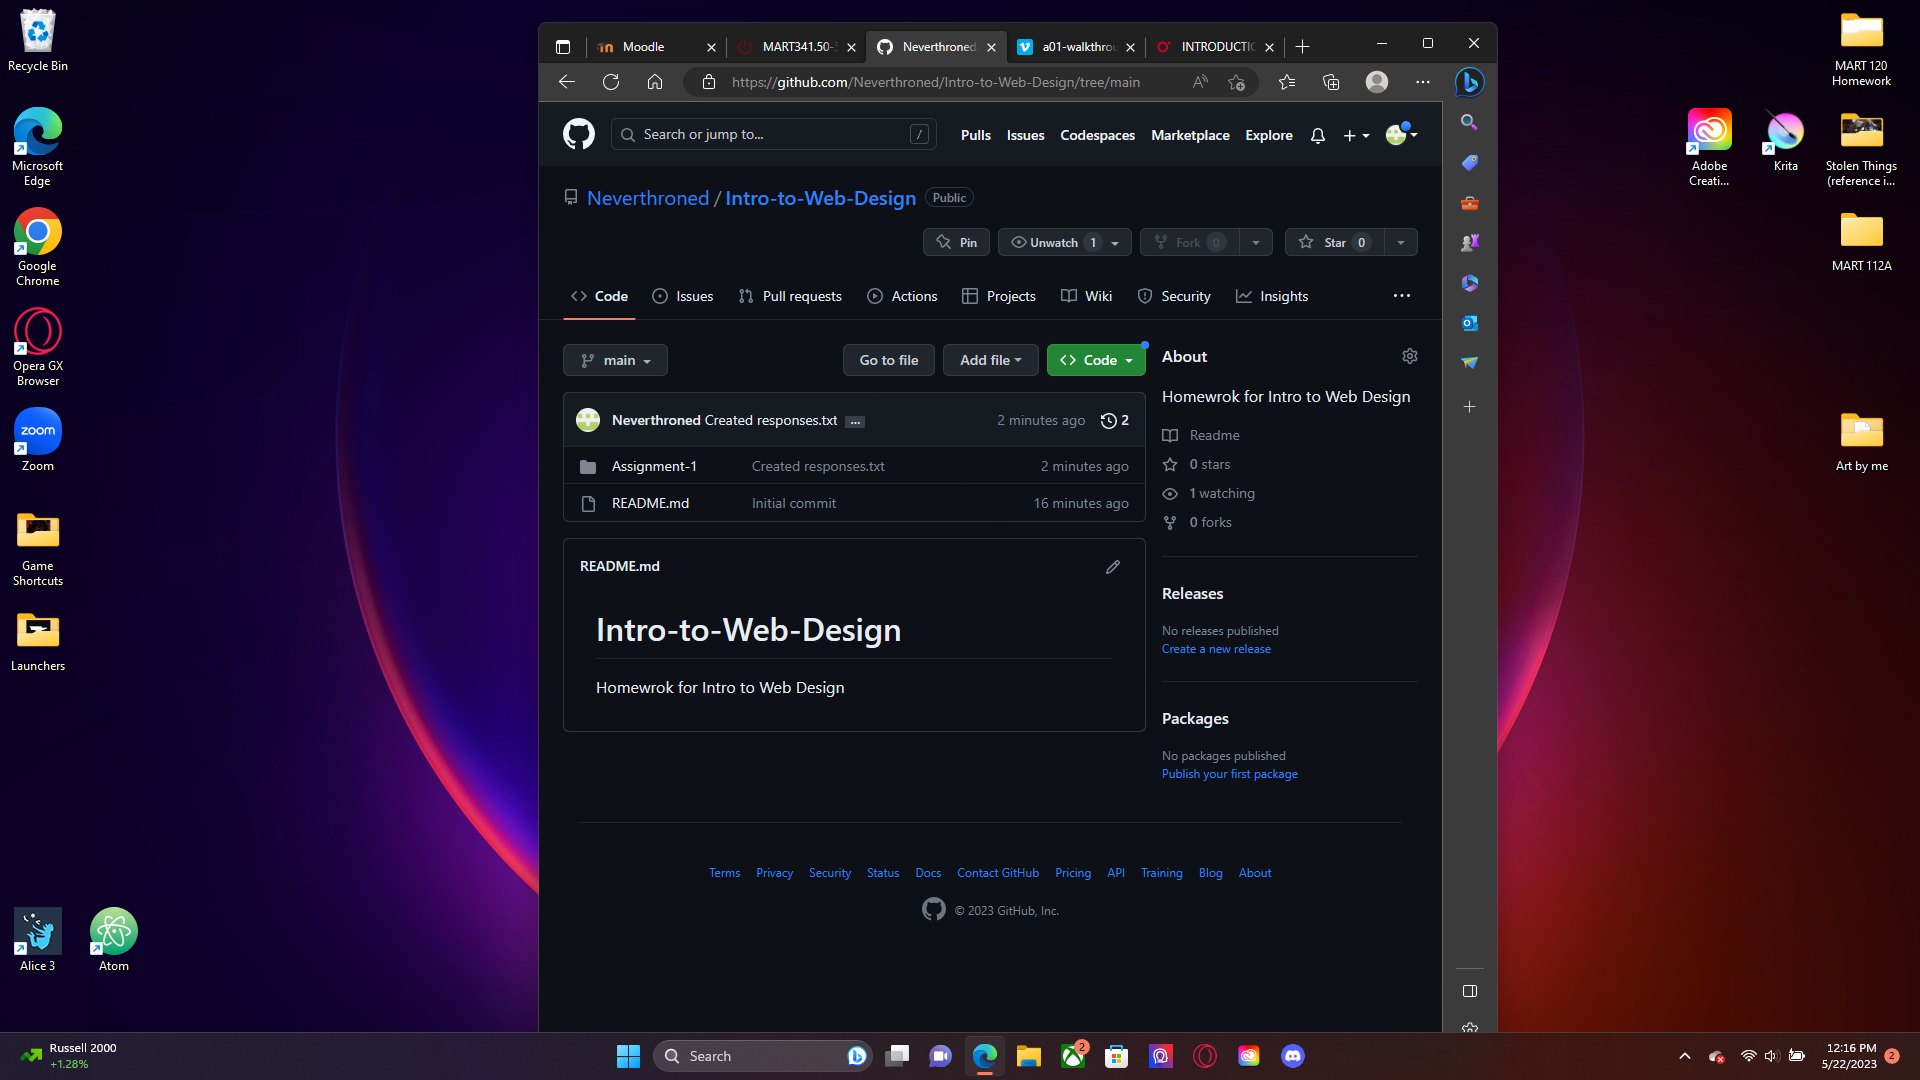 Recycle Bin
Microsoft
Edge
Google
Chrome
Opera GX
Browser
zoom
Zoom
Game
Shortcuts
Launchers
Alice 3
Atom
Moodle
MART341.50-S
Neverthroned
a01-walkthrou
INTRODUCTIO
https://github.com/Neverthroned/Intro-to-Web-Design/tree/main
Search or jump to...
/
Pulls
Issues
Codespaces
Marketplace
Explore
Neverthroned / Intro-to-Web-Design
Public
Pin
Unwatch 1
Fork 0
Star 0
Code
Issues
Pull requests
Actions
Projects
Wiki
Security
Insights
main
Go to file
Add file
Code
Neverthroned Created responses.txt ...
2 minutes ago
2
Assignment-1
Created responses.txt
2 minutes ago
README.md
Initial commit
16 minutes ago
README.md
Intro-to-Web-Design
Homewrok for Intro to Web Design
About
Homewrok for Intro to Web Design
Readme
0 stars
1 watching
0 forks
Releases
No releases published
Create a new release
Packages
No packages published
Publish your first package
Terms
Privacy
Security
Status
Docs
Contact GitHub
Pricing
API
Training
Blog
About
© 2023 GitHub, Inc.
MART 120
Homework
Adobe
Creati...
Krita
Stolen Things
(reference i...
MART 112A
Art by me
Russell 2000
+1.28%
Search
2
12:16 PM
5/22/2023
2